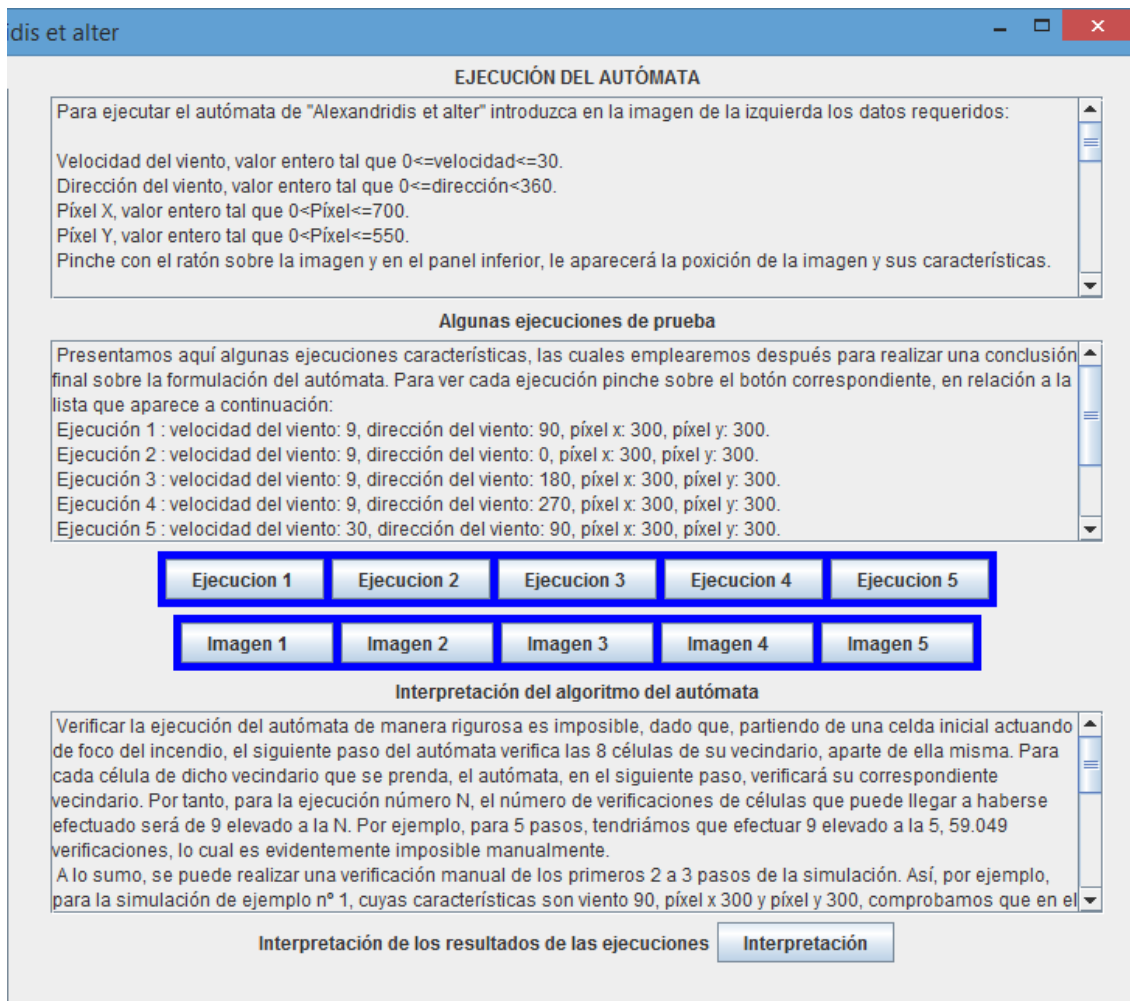 idis et alter
EJECUCIÓN DEL AUTÓMATA
Para ejecutar el autómata de "Alexandridis et alter" introduzca en la imagen de la izquierda los datos requeridos:
Velocidad del viento, valor entero tal que 0<=velocidad<=30.
Dirección del viento, valor entero tal que 0<=dirección<360.
Píxel X, valor entero tal que 0<Píxel<=700.
Píxel Y, valor entero tal que 0<Píxel<=550.
Pinche con el ratón sobre la imagen y en el panel inferior, le aparecerá la poxición de la imagen y sus características.
Algunas ejecuciones de prueba
Presentamos aquí algunas ejecuciones características, las cuales emplearemos después para realizar una conclusión
final sobre la formulación del autómata. Para ver cada ejecución pinche sobre el botón correspondiente, en relación a la
lista que aparece a continuación:
Ejecución 1 : velocidad del viento: 9, dirección del viento: 90, píxel x: 300, píxel y: 300.
Ejecución 2 : velocidad del viento: 9, dirección del viento: 0, píxel x: 300, píxel y: 300.
Ejecución 3 : velocidad del viento: 9, dirección del viento: 180, píxel x: 300, píxel y: 300.
Ejecución 4 : velocidad del viento: 9, dirección del viento: 270, píxel x: 300, píxel y: 300.
Ejecución 5 : velocidad del viento: 30, dirección del viento: 90, píxel x: 300, píxel y: 300.
Ejecucion 1 Ejecucion 2 Ejecucion 3 Ejecucion 4 Ejecucion 5
Imagen 1 Imagen 2 Imagen 3 Imagen 4 Imagen 5
Interpretación del algoritmo del autómata
Verificar la ejecución del autómata de manera rigurosa es imposible, dado que, partiendo de una celda inicial actuando
de foco del incendio, el siguiente paso del autómata verifica las 8 células de su vecindario, aparte de ella misma. Para
cada célula de dicho vecindario que se prenda, el autómata, en el siguiente paso, verificará su correspondiente
vecindario. Por tanto, para la ejecución número N, el número de verificaciones de células que puede llegar a haberse
efectuado será de 9 elevado a la N. Por ejemplo, para 5 pasos, tendriámos que efectuar 9 elevado a la 5, 59.049
verificaciones, lo cual es evidentemente imposible manualmente.
A lo sumo, se puede realizar una verificación manual de los primeros 2 a 3 pasos de la simulación. Así, por ejemplo,
para la simulación de ejemplo nº 1, cuyas características son viento 90, píxel x 300 y píxel y 300, comprobamos que en el
Interpretación de los resultados de las ejecuciones Interpretación